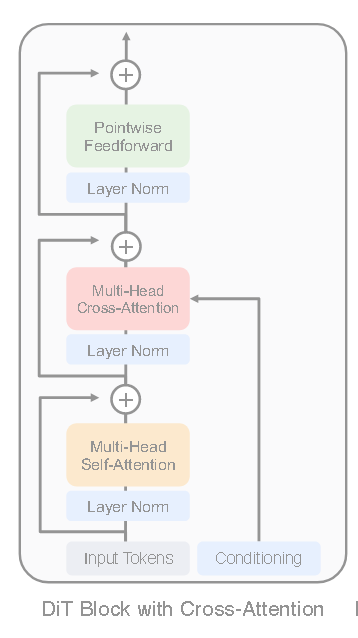 Pointwise
Feedforward
Layer Norm
Multi-Head
Cross-Attention
Layer Norm
Multi-Head
Self-Attention
Layer Norm
Input Tokens
Conditioning
DiT Block with Cross-Attention